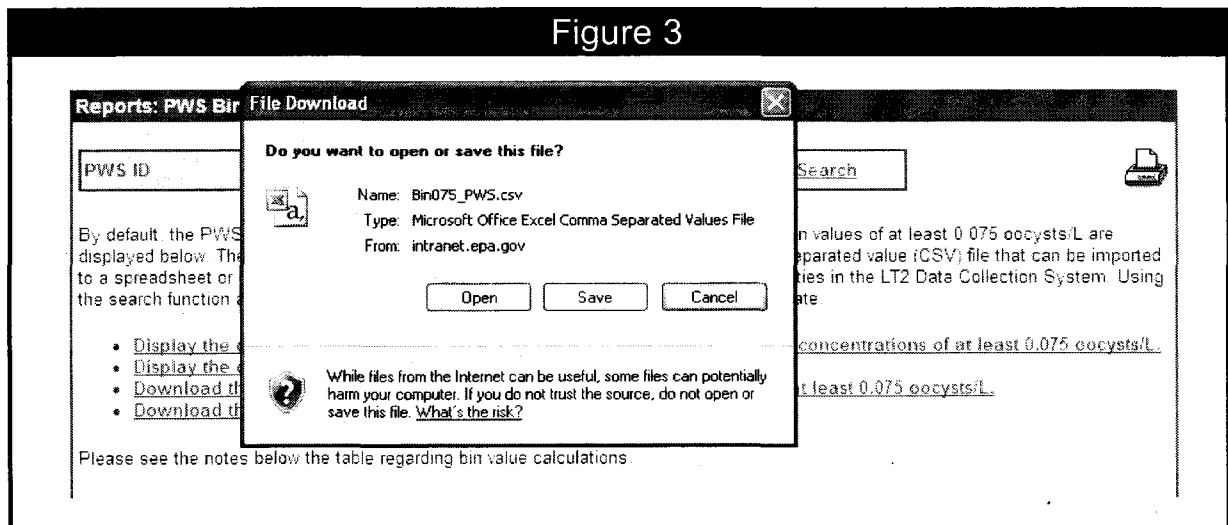 Figure 3
Reports: PWS Bin
File Download
Do you want to open or save this file?
PWS ID
Search
Name: Bin075_PWS.csv
Type: Microsoft Office Excel Comma Separated Values File
From: intranet.epa.gov
By default, the PWS
n values of at least 0.075 oocysts/L are
displayed below. The
parated value (CSV) file that can be imported
to a spreadsheet or
ties in the LT2 Data Collection System. Using
the search function
ate.
Open Save Cancel
• Display the
concentrations of at least 0.075 oocysts/L.
• Display the
• Download th
t least 0.075 oocysts/L.
• Download th
While files from the Internet can be useful, some files can potentially
harm your computer. If you do not trust the source, do not open or
save this file. What's the risk?
Please see the notes below the table regarding bin value calculations.